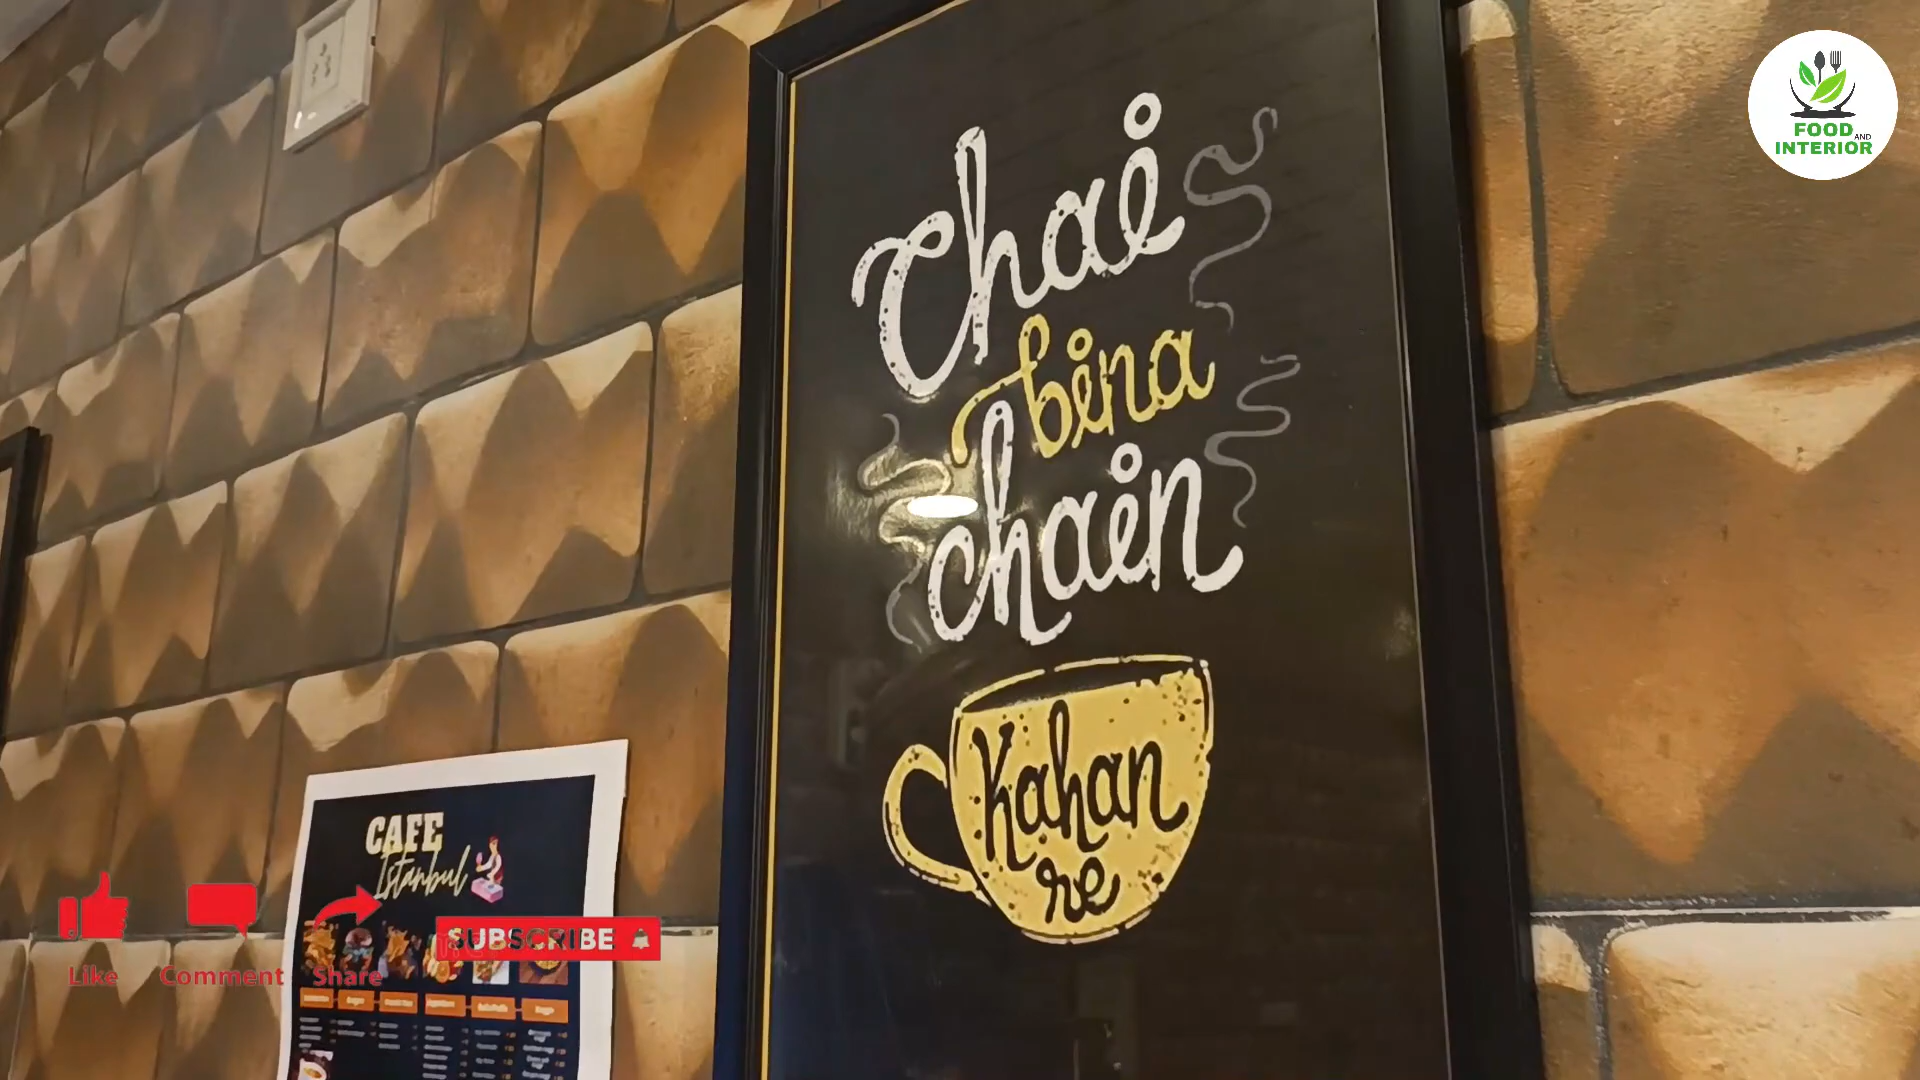 Chai
bina
chain
Kahan
re
FOOD AND
INTERIOR
CAFE
Istanbul
SUBSCRIBE
Like
Comment
Share